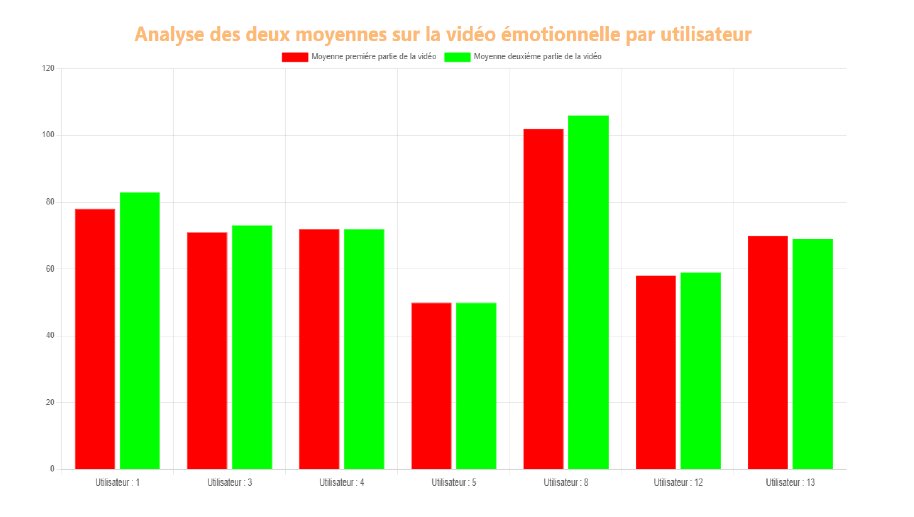 Analyse des deux moyennes sur la vidéo émotionnelle par utilisateur
Moyenne première partie de la vidéo Moyenne deuxième partie de la vidéo
120
100
80
60
40
20
0
Utilisateur : 1 Utilisateur : 3 Utilisateur : 4 Utilisateur : 5 Utilisateur : 8 Utilisateur : 12 Utilisateur : 13